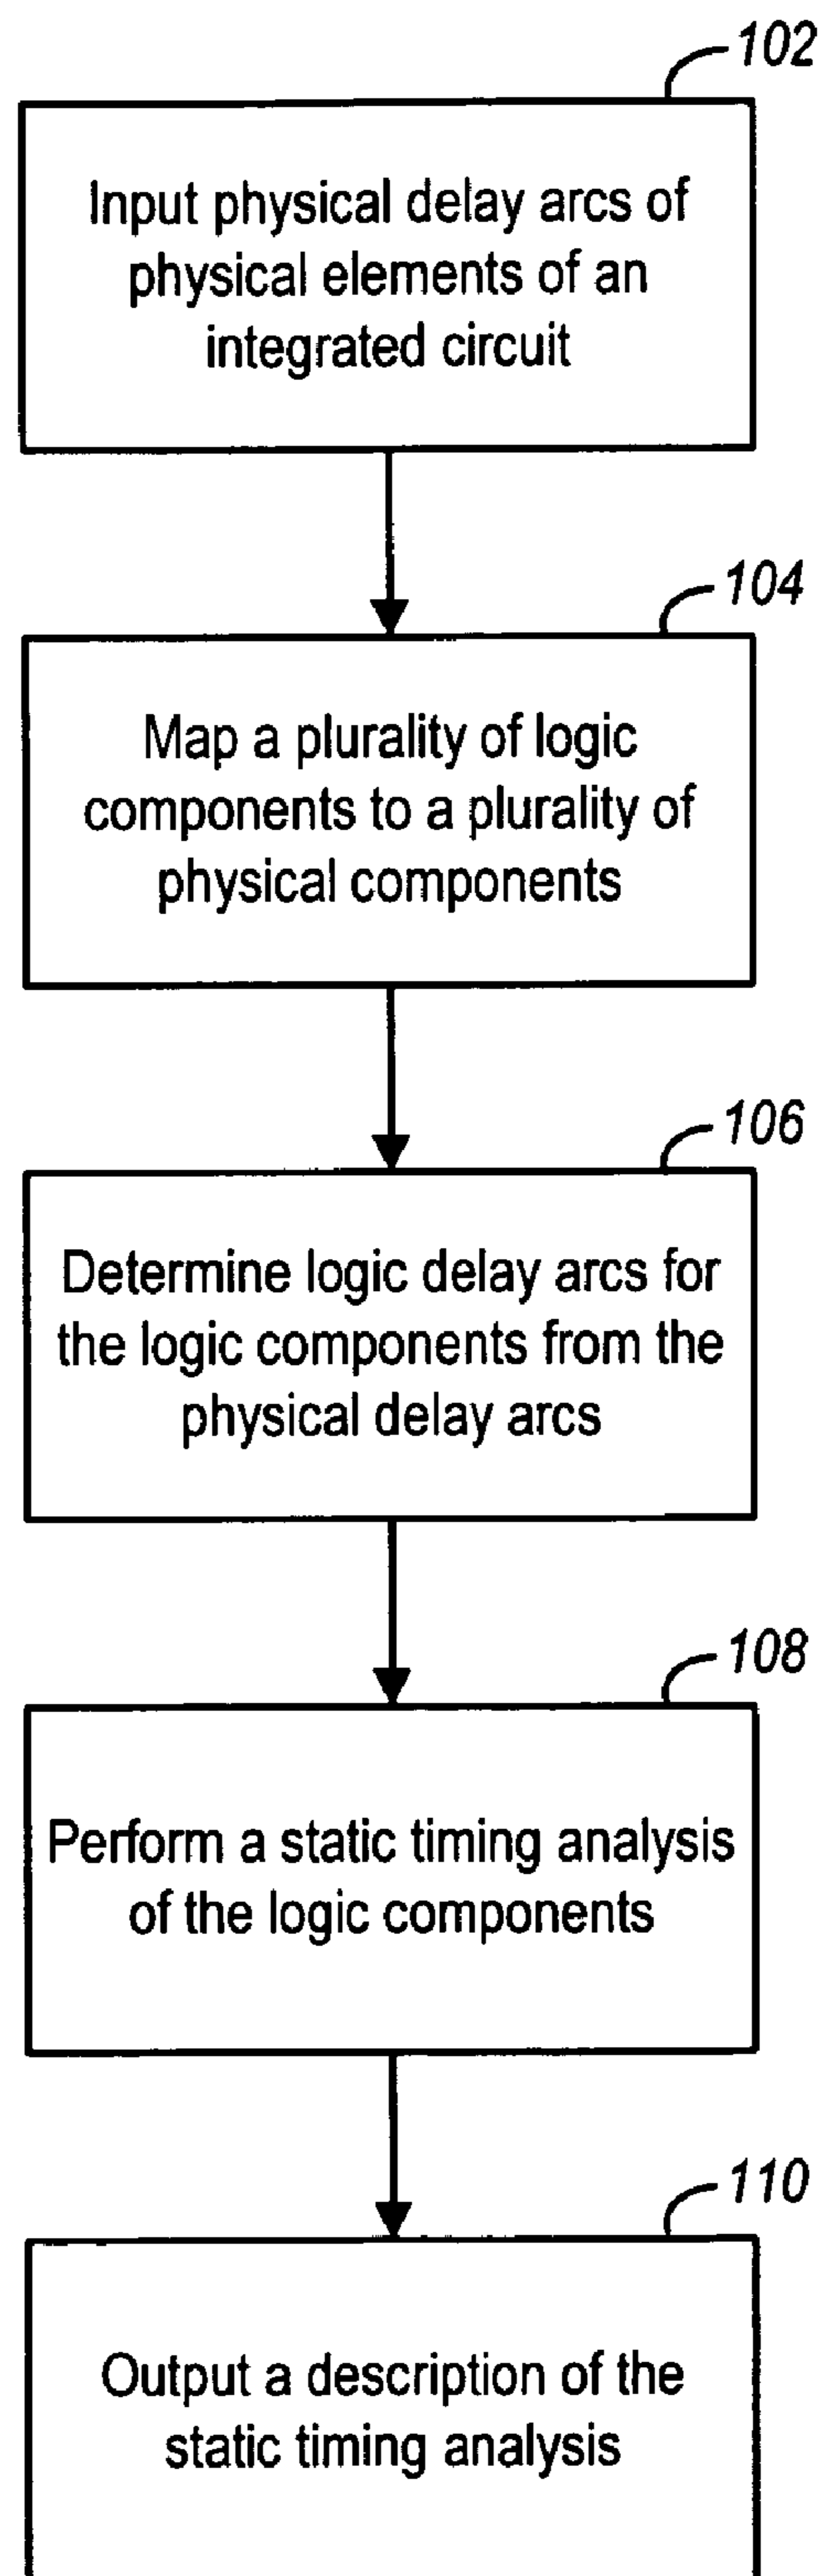 102
Input physical delay arcs of
physical elements of an
integrated circuit
104
Map a plurality of logic
components to a plurality of
physical components
106
Determine logic delay arcs for
the logic components from the
physical delay arcs
108
Perform a static timing analysis
of the logic components
110
Output a description of the
static timing analysis